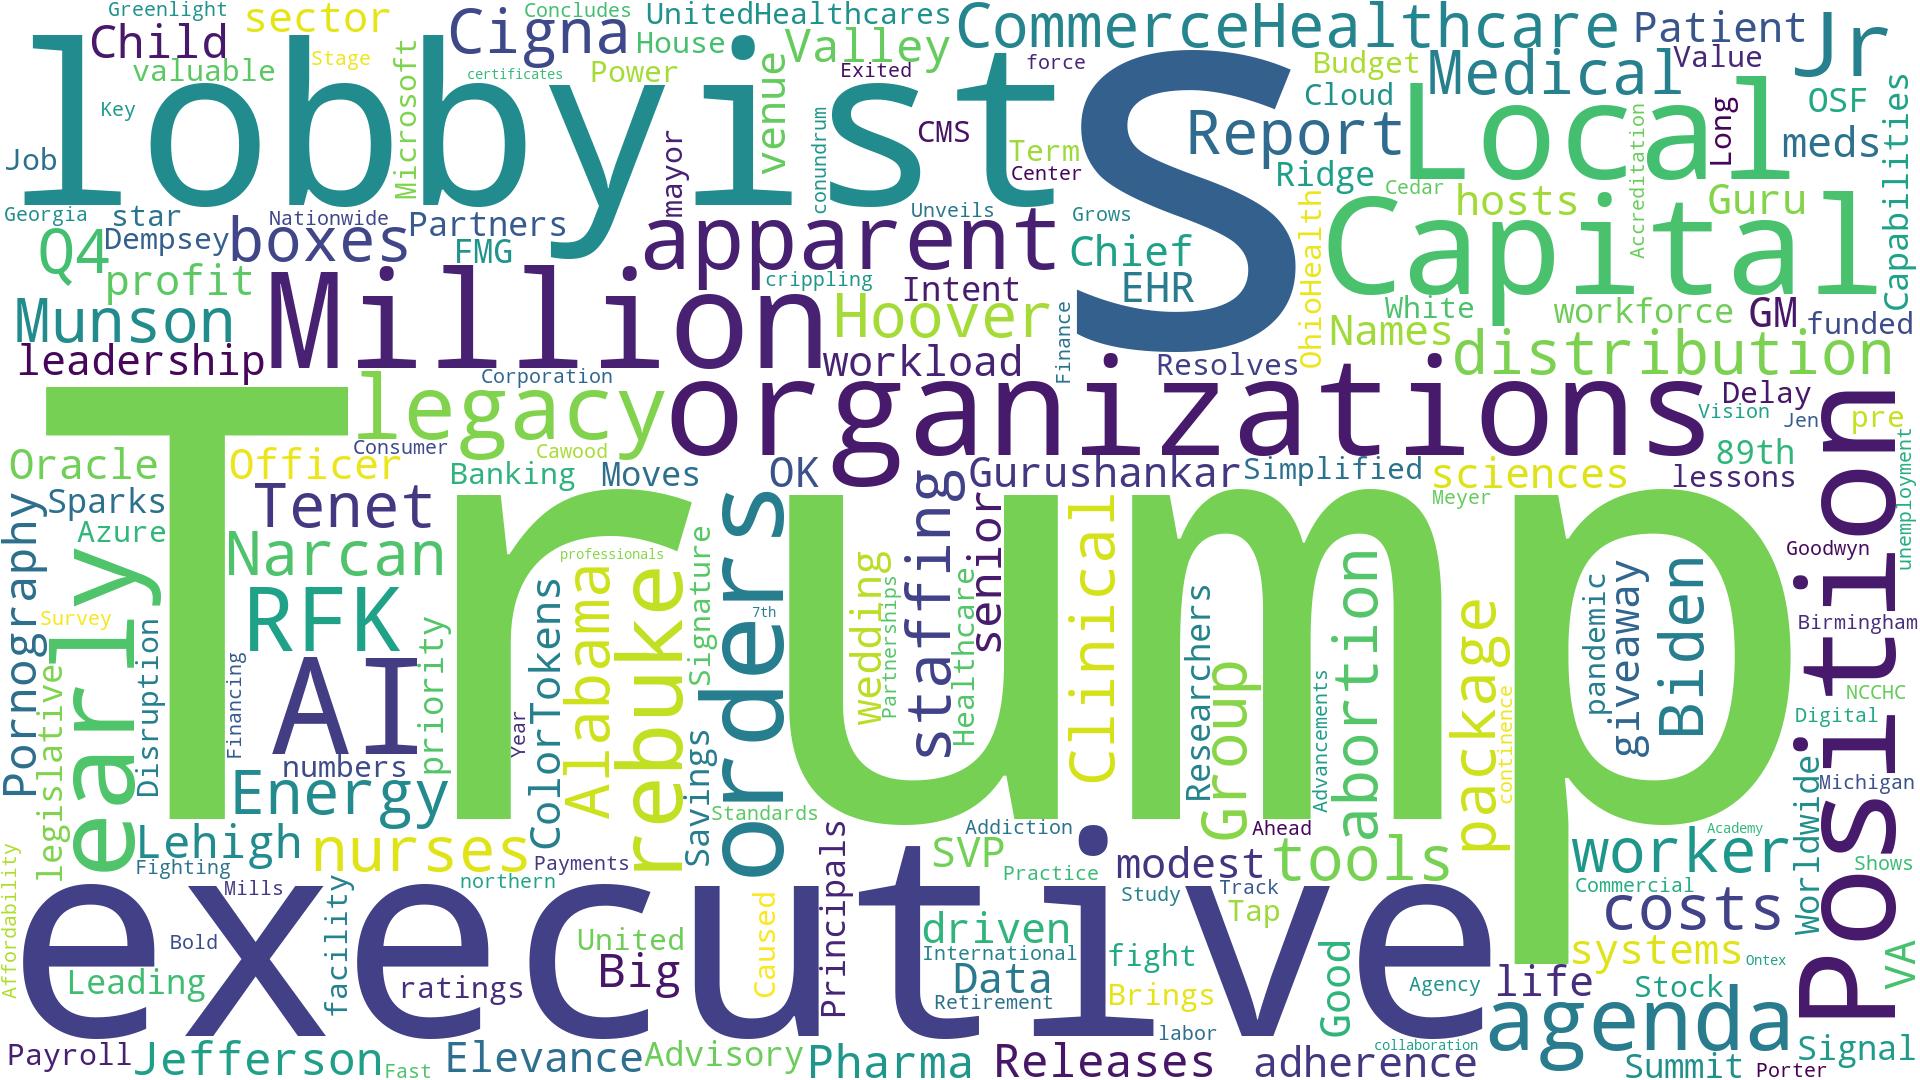 Greenlight
sector
Concludes
UnitedHealthcares
CommerceHealthcare
Patient
Jr
Child
Cigna
House
Valley
Stage
valuable
Microsoft
certificates
Power
venue
Exited
force
Budget
Medical
Value
Key
lobbyist
S
Cloud
Report
Local
Long
OSF
Capabilities
Job
mayor
conundrum
CMS
Term
Center
Ridge
Cedar
Accreditation
meds
Georgia
star
Nationwide
Partners
Unveils
Grows
OhioHealth
Capital
hosts
Guru
Q4
Dempsey
boxes
FMG
apparent
Chief
profit
crippling
Intent
EHR
Munson
Million
Hoover
Finance
White
workforce
GM
funded
Names
leadership
workload
Resolves
distribution
Corporation
legacy
organizations
Delay
Vision
Jen
pre
Consumer
Cawood
89th
Position
unemployment
Oracle
Officer
Banking
Moves
OK
Gurushankar
Simplified
sciences
lessons
Trump
Sparks
Tenet
orders
staffing
senior
Clinical
Meyer
Pornography
Azure
early
Narcan
professionals
Signature
Goodwyn
RFK
ColorTokens
Alabama
rebuke
7th
Wedding
Partnerships
Healthcare
Researchers
abortion
package
pandemic
giveaway
Biden
Survey
Birmingham
legislative
Disruption
Financing
AI
priority
Year
Savings
Group
Advancements
continence
NCCHC
Digital
numbers
Energy
Standards
Worldwide
Michigan
Lehigh
nurses
Payments
Principals
Addiction
SVP
Ahead
modest
tools
worker
Academy
Affordability
Fighting
Mills
northern
Practice
Study
Track
Commercial
Shows
executive
Tap
costs
facility
Bold
United
Caused
driven
International
fight
Good
systems
Ontex
VA
Leading
ratings
Big
Data
Retirement
Brings
Agency
life
Stock
labor
agenda
Payroll
Jefferson
Fast
Elevance
Advisory
Pharma
Releases
adherence
collaboration
Summit
Porter
Signal